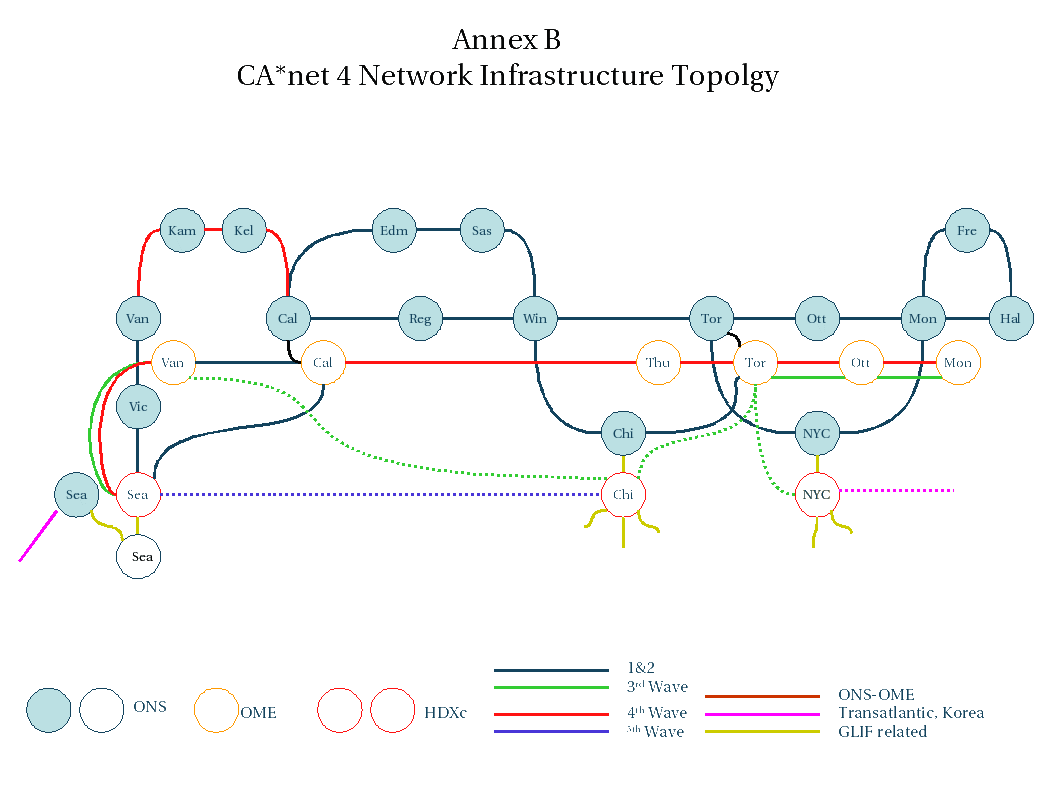 Annex B
CA*net 4 Network Infrastructure Topolgy
Kam Kel Edm Sas Fre
Van Cal Reg Win Tor Ott Mon Hal
Van Cal Thu Tor Ott Mon
Vic
Chi NYC
Sea Sea Chi NYC
Sea
1&2
3rd Wave
ONS-OME
ONS OME HDXc 4th Wave Transatlantic, Korea
5th Wave GLIF related